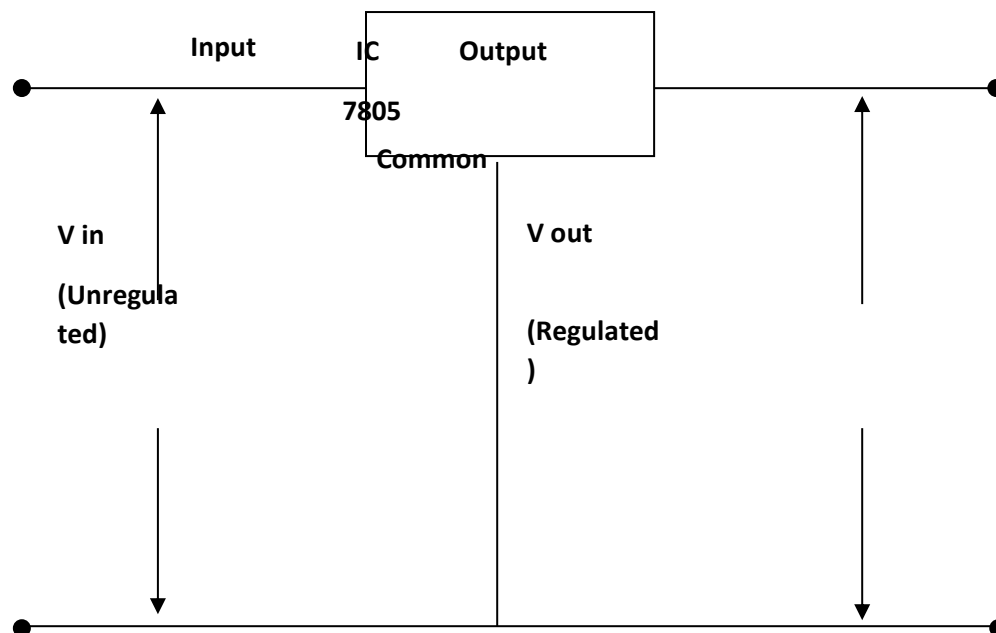 Input
IC
Output
7805
Common
V in
(Unregula
ted)
V out
(Regulated
)